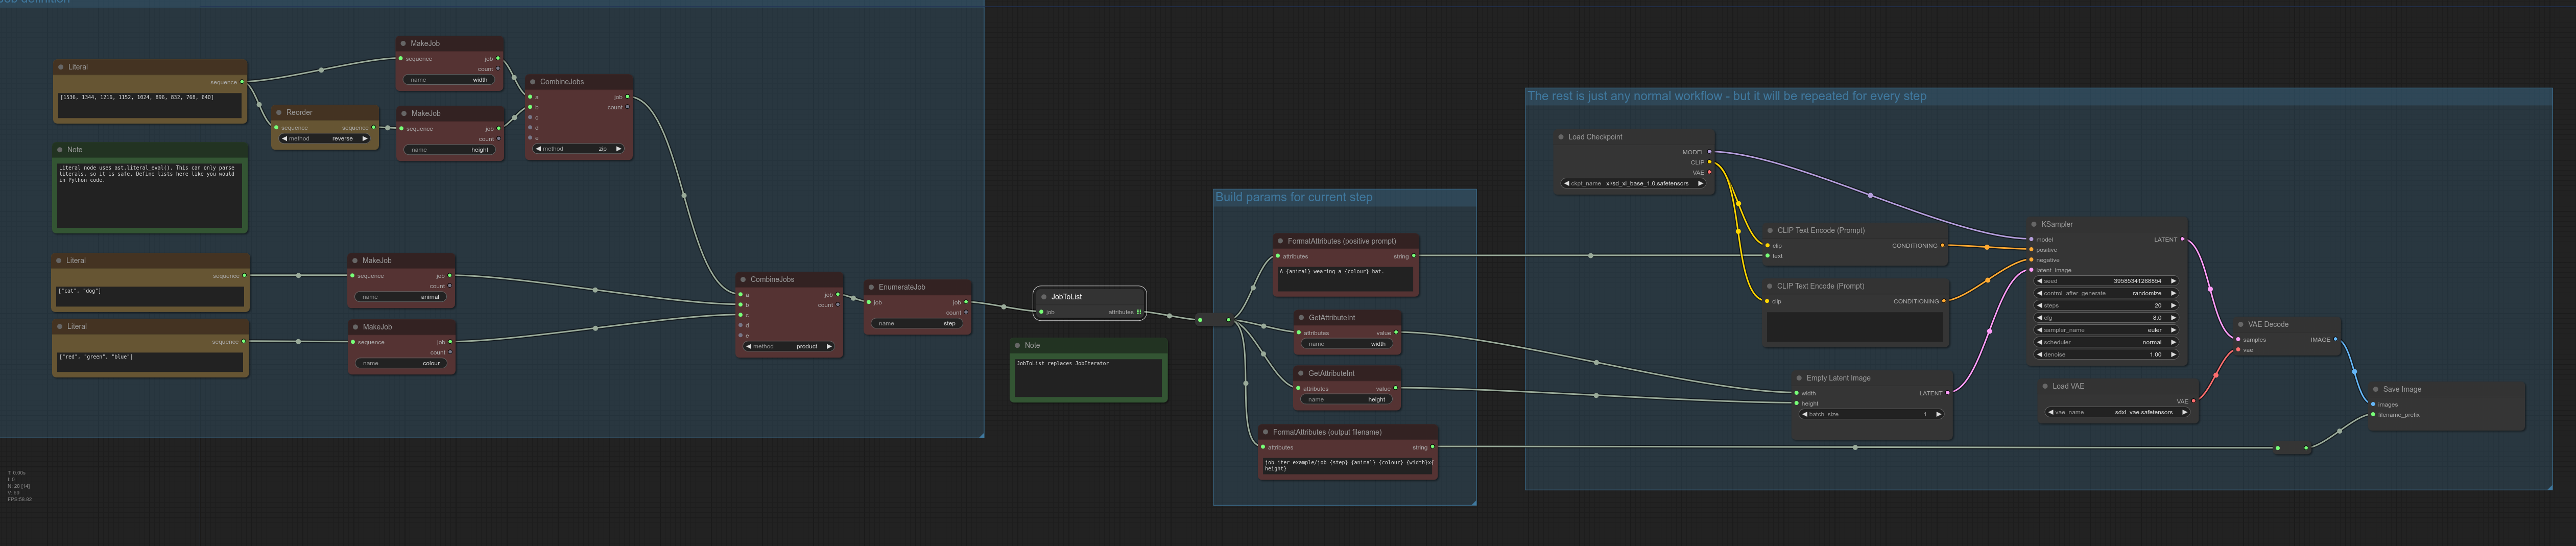 Job definition
Literal
sequence
[1536, 1344, 1216, 1152, 1024, 896, 832, 768, 640]
Reorder
sequence sequence
method reverse
MakeJob
sequence job
count
name width
MakeJob
sequence job
count
name height
CombineJobs
a job
b count
c
d
e
method zip
Note
Literal node uses ast.literal_eval(). This can only parse
literals, so it is safe. Define lists here like you would
in Python code.
Literal
sequence
["cat", "dog"]
MakeJob
sequence job
count
name animal
Literal
sequence
["red", "green", "blue"]
MakeJob
sequence job
count
name colour
CombineJobs
a job
b count
c
d
e
method product
EnumerateJob
job job
count
name step
JobToList
job attributes
Note
JobToList replaces JobIterator
Build params for current step
FormatAttributes (positive prompt)
attributes string
A {animal} wearing a {colour} hat.
GetAttributeInt
attributes value
name width
GetAttributeInt
attributes value
name height
FormatAttributes (output filename)
attributes string
job-iter-example/job-{step}-{animal}-{colour}-{width}x{
height}
The rest is just any normal workflow - but it will be repeated for every step
Load Checkpoint
MODEL
CLIP
VAE
ckpt_name xl/sd_xl_base_1.0.safetensors
CLIP Text Encode (Prompt)
clip CONDITIONING
text
CLIP Text Encode (Prompt)
clip CONDITIONING
Empty Latent Image
width LATENT
height
batch_size 1
KSampler
model LATENT
positive
negative
latent_image
seed 39585341268854
control_after_generate randomize
steps 20
cfg 8.0
sampler_name euler
scheduler normal
denoise 1.00
VAE Decode
samples IMAGE
vae
Load VAE
VAE
vae_name sdxl_vae.safetensors
Save Image
images
filename_prefix
T: 0.00s
I: 0
N: 28 [14]